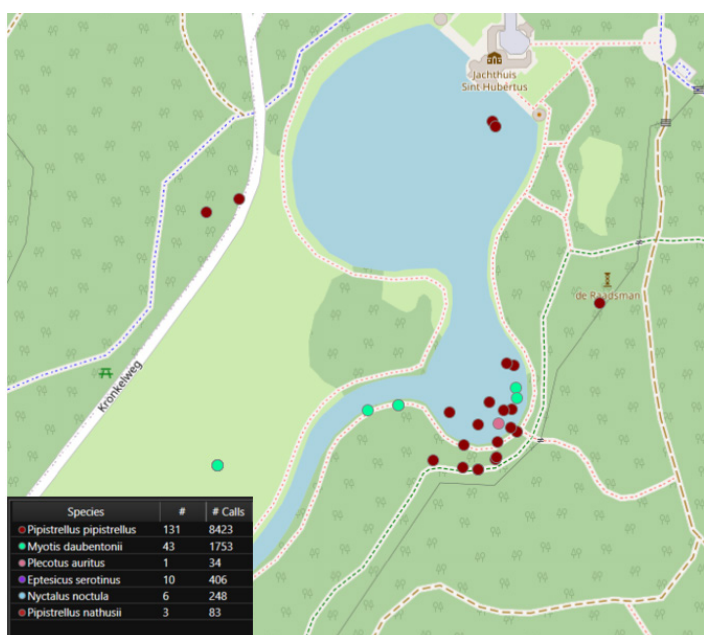 Jachthuis
Sint-Hubertus
de Raadsman
Kronkelweg
Species # # Calls
Pipistrellus pipistrellus 131 8423
Myotis daubentonii 43 1753
Plecotus auritus 1 34
Eptesicus serotinus 10 406
Nyctalus noctula 6 248
Pipistrellus nathusii 3 83